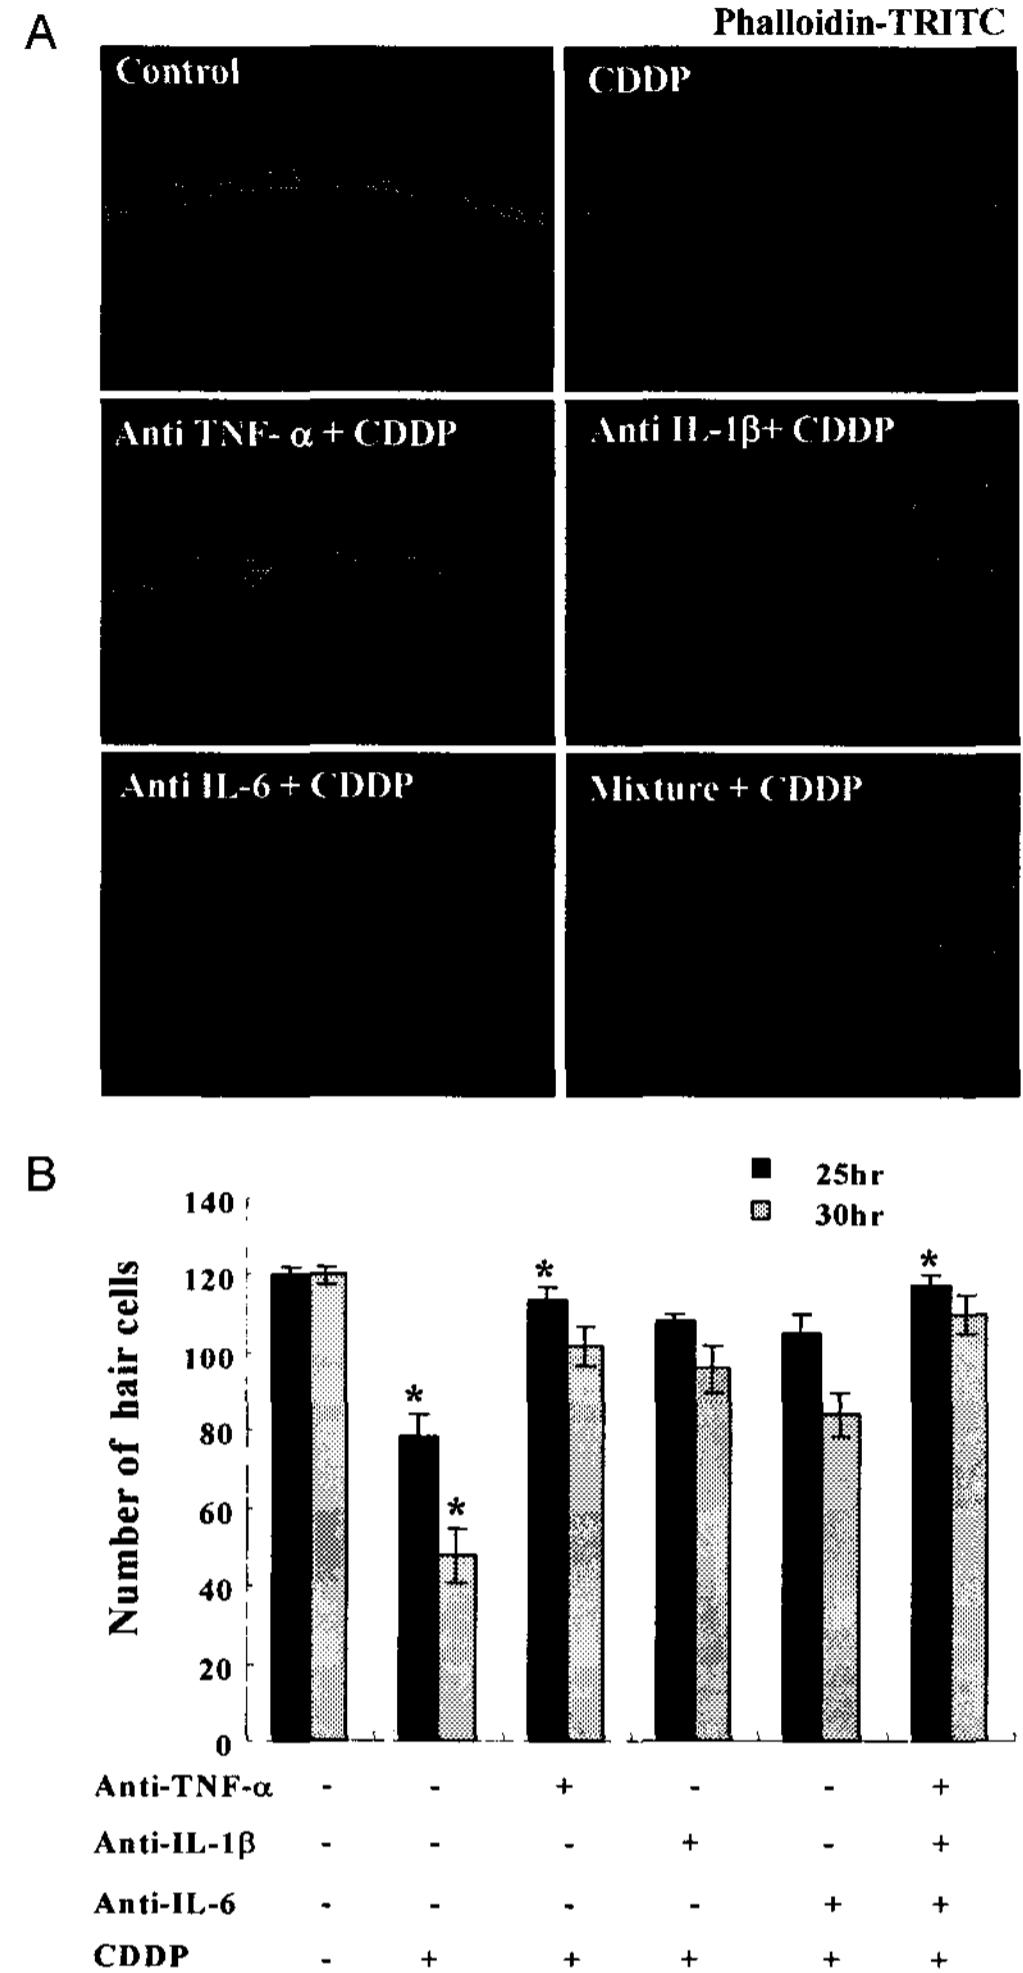 A
Phalloidin-TRITC
Control
CDDP
Anti TNF- α + CDDP
Anti IL-1β+ CDDP
Anti IL-6 + CDDP
Mixture + CDDP
B
25hr
30hr
140
120
100
80
60
40
20
0
Number of hair cells
*
*
*
*
Anti-TNF-α - - + - - +
Anti-IL-1β - - - + - +
Anti-IL-6 - - - - + +
CDDP - + + + + +